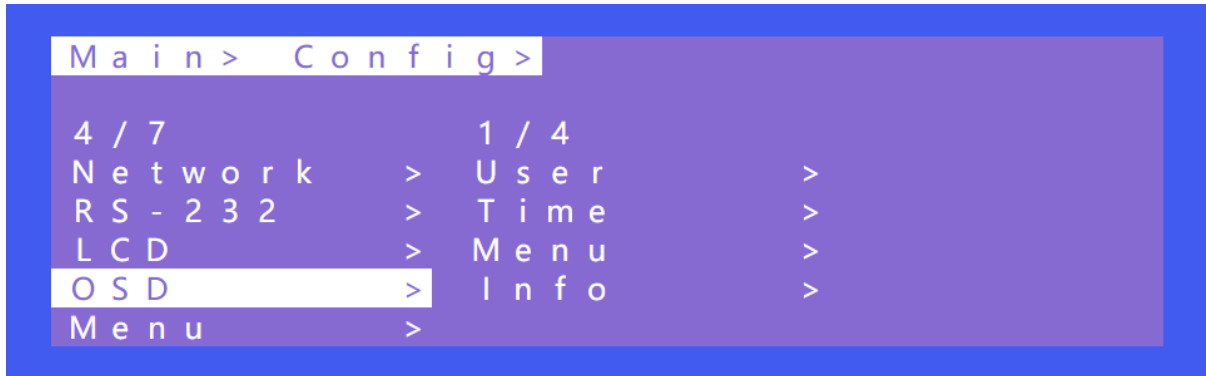 Main> Config>
4/7 1/4
Network > User >
RS-232 > Time >
LCD > Menu >
OSD > Info >
Menu >